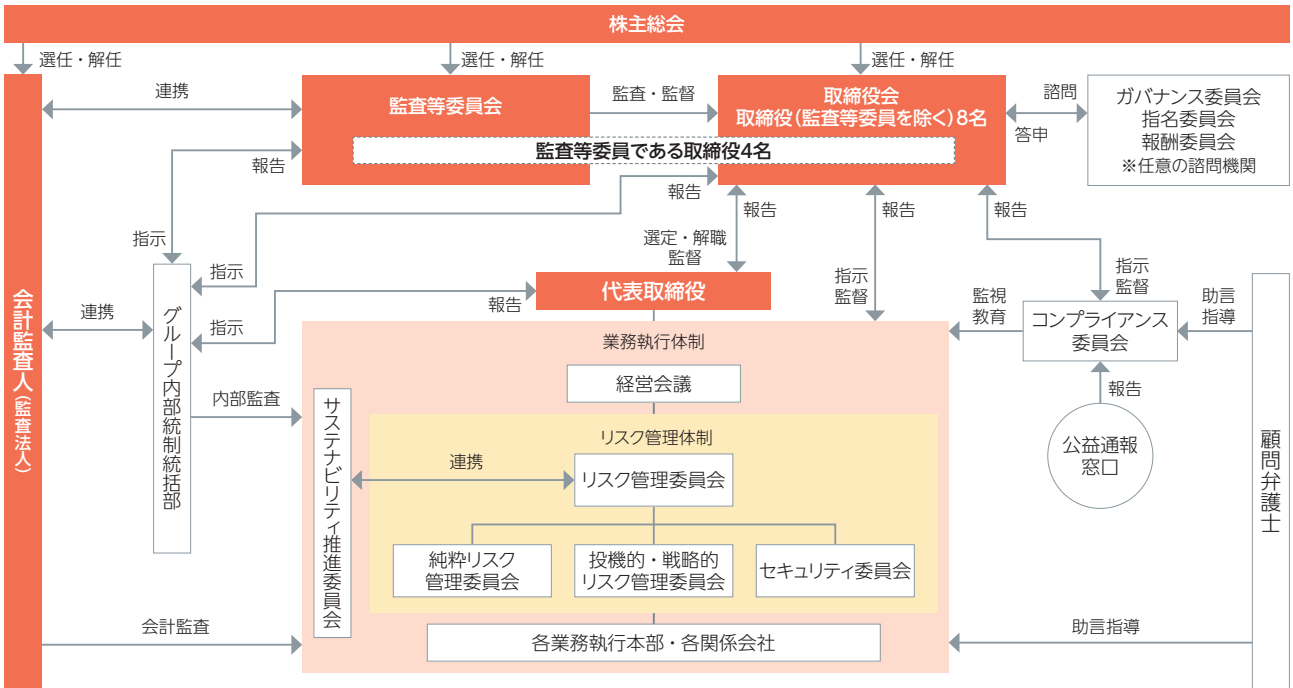 株主総会
選任・解任
選任・解任
選任・解任
連携
監査等委員会
監査・監督
取締役会
取締役(監査等委員を除く)8名
諮問
答申
ガバナンス委員会
指名委員会
報酬委員会
※任意の諮問機関
監査等委員である取締役4名
報告
報告
報告
報告
報告
指示
選定・解職
監督
指示
指示
監督
指示
監督
代表取締役
報告
会計監査人(監査法人)
連携
グループ内部統制統括部
指示
監視
教育
コンプライアンス
委員会
助言
指導
業務執行体制
経営会議
内部監査
サステナビリティ推進委員会
リスク管理体制
連携
リスク管理委員会
報告
公益通報
窓口
顧問弁護士
純粋リスク
管理委員会
投機的・戦略的
リスク管理委員会
セキュリティ委員会
会計監査
各業務執行本部・各関係会社
助言指導